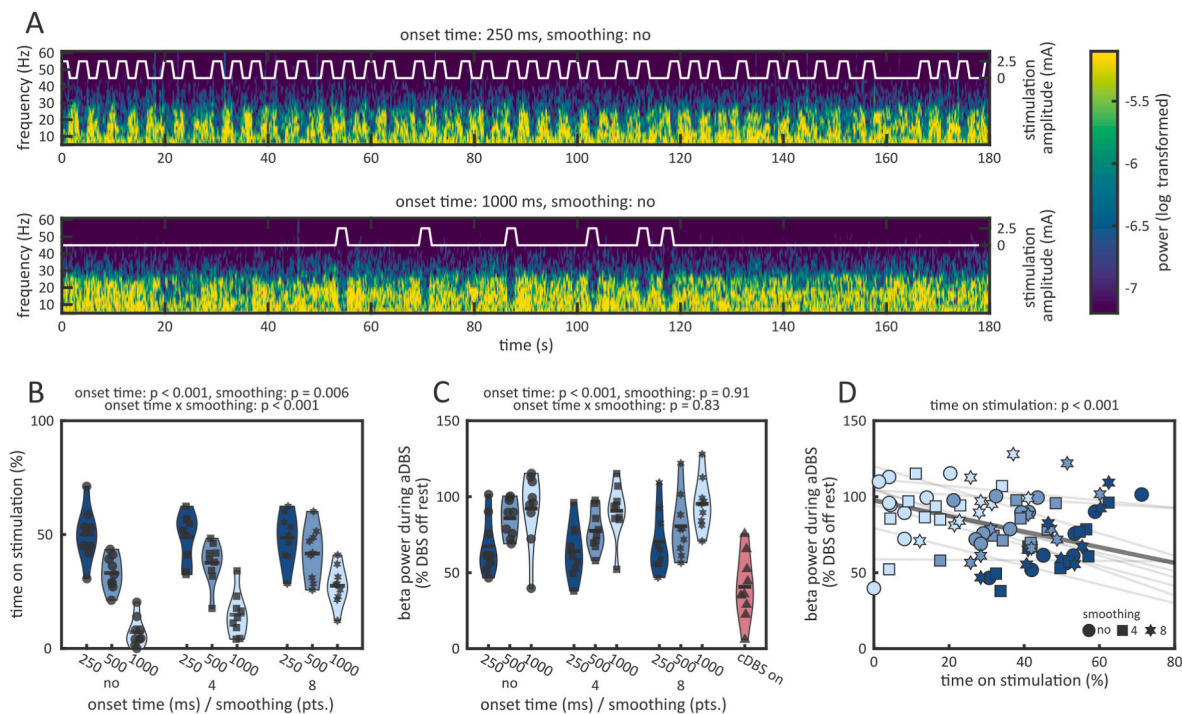 A
onset time: 250 ms, smoothing: no
frequency (Hz)
60
50
40
30
20
10
2.5
0
stimulation
amplitude (mA)
0 20 40 60 80 100 120 140 160 180
onset time: 1000 ms, smoothing: no
frequency (Hz)
60
50
40
30
20
10
2.5
0
stimulation
amplitude (mA)
0 20 40 60 80 100 120 140 160 180
time (s)
-5.5
-6
-6.5
-7
power (log transformed)
B
onset time: p < 0.001, smoothing: p = 0.006
onset time x smoothing: p < 0.001
time on stimulation (%)
100
50
0
250 500 1000 250 500 1000 250 500 1000
no 4 8
onset time (ms) / smoothing (pts.)
C
onset time: p < 0.001, smoothing: p = 0.91
onset time x smoothing: p = 0.83
beta power during aDBS
(% DBS off rest)
150
100
50
0
250 500 1000 250 500 1000 250 500 1000 cDBS on
no 4 8
onset time (ms) / smoothing (pts.)
D
time on stimulation: p < 0.001
beta power during aDBS
(% DBS off rest)
150
100
50
0
smoothing
no 4 8
0 20 40 60 80
time on stimulation (%)